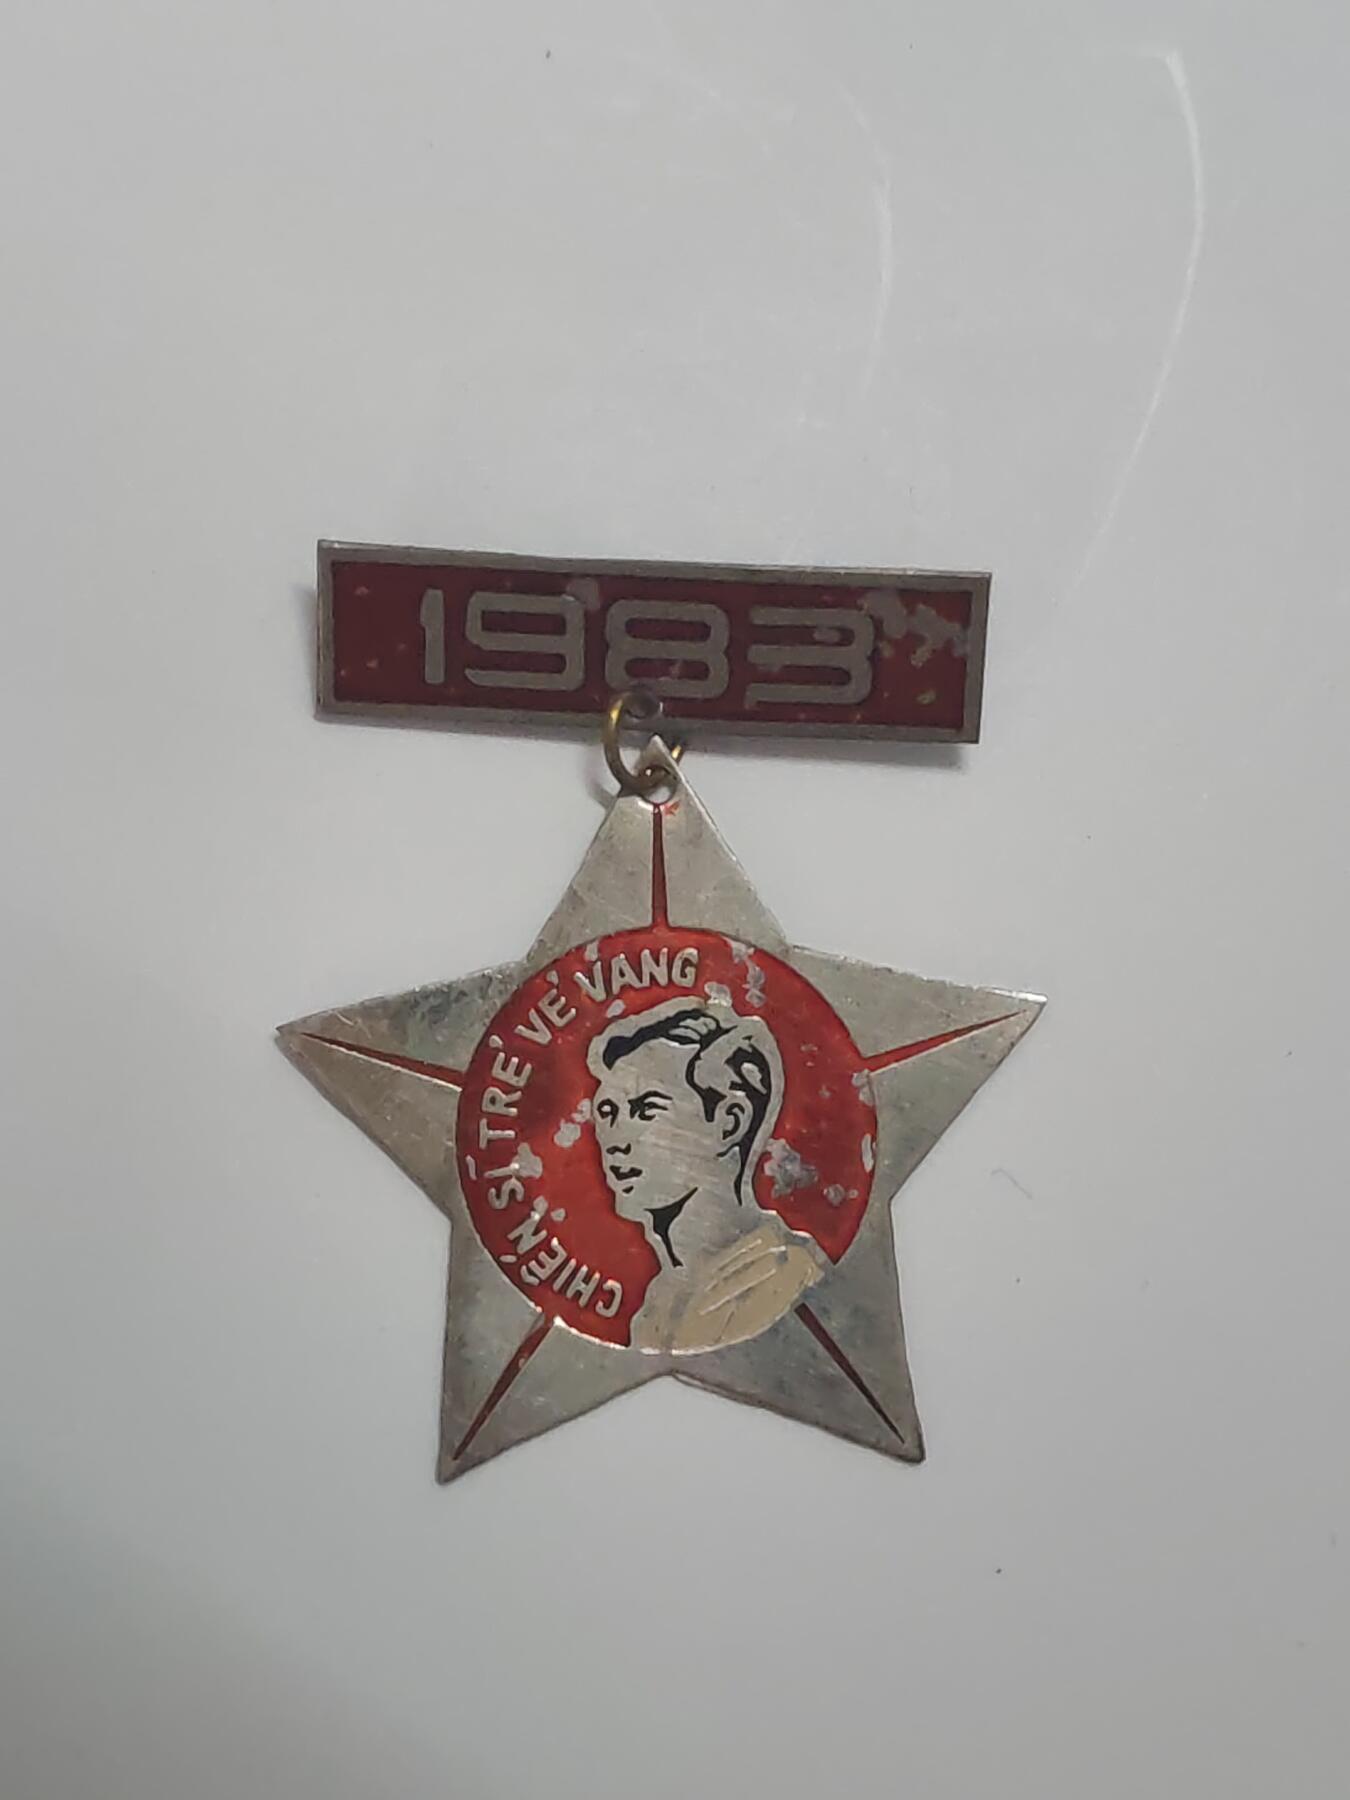 1983
CHIẾN SĨ TRẺ VẺ VANG